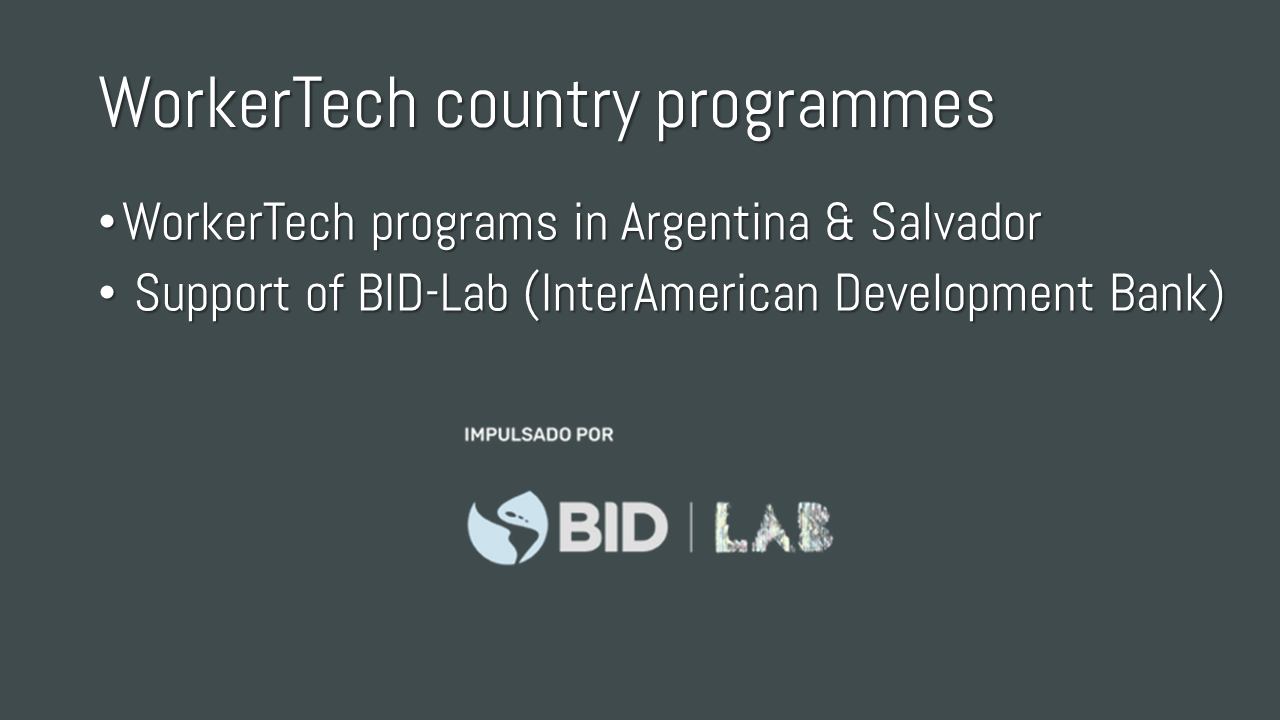 WorkerTech country programmes
•WorkerTech programs in Argentina & Salvador
• Support of BID-Lab (InterAmerican Development Bank)
IMPULSADO POR
BID | LAB